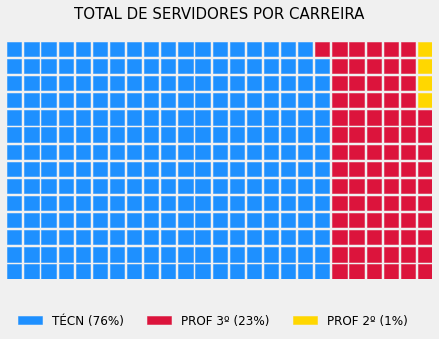 TOTAL DE SERVIDORES POR CARREIRA
TÉCN (76%) PROF 3º (23%) PROF 2º (1%)